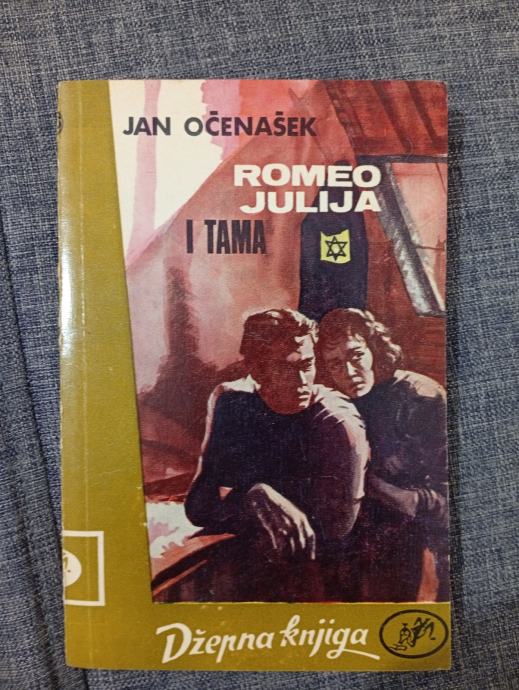 JAN OČENAŠEK
ROMEO
JULIJA
I TAMA
Džepna knjiga